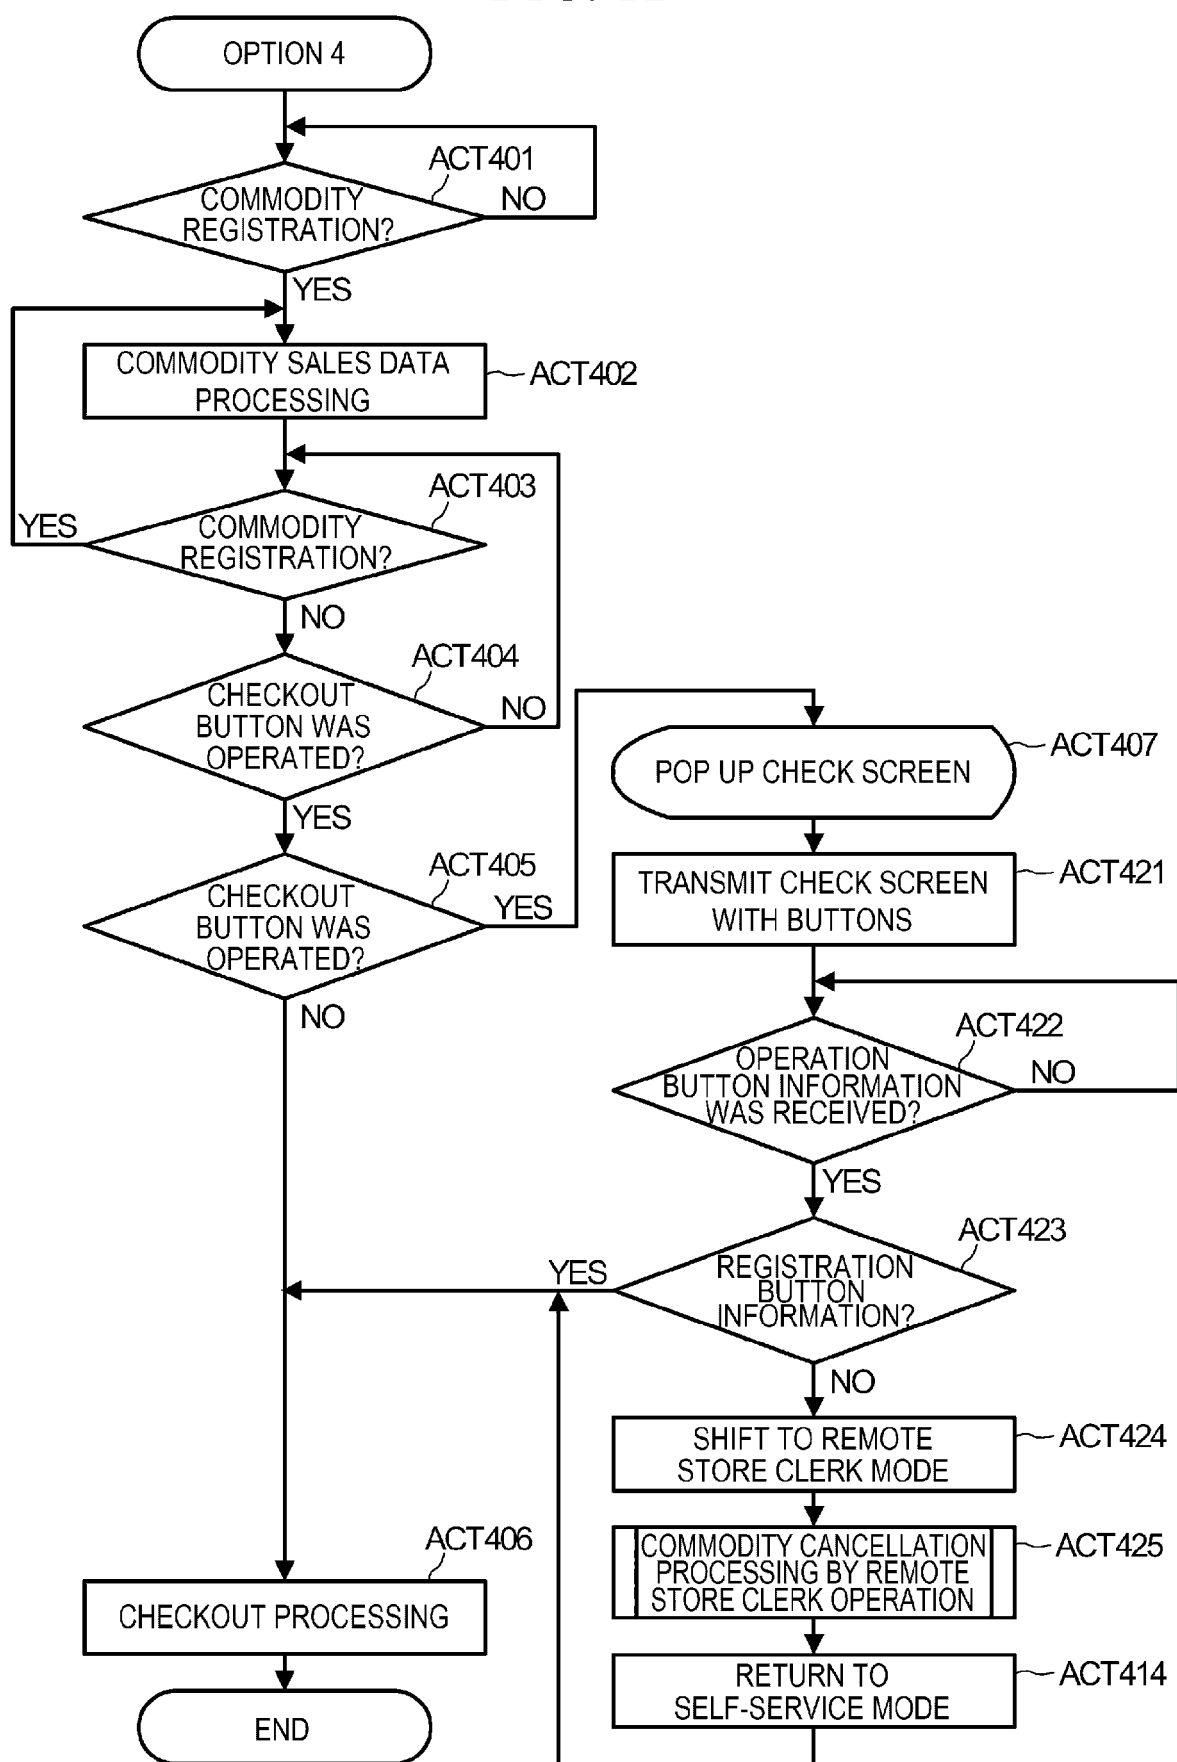 OPTION 4
ACT401
COMMODITY
REGISTRATION?
NO
YES
COMMODITY SALES DATA
PROCESSING
ACT402
ACT403
YES
COMMODITY
REGISTRATION?
NO
ACT404
CHECKOUT
BUTTON WAS
OPERATED?
NO
YES
ACT405
CHECKOUT
BUTTON WAS
OPERATED?
YES
NO
ACT406
CHECKOUT PROCESSING
END
POP UP CHECK SCREEN
ACT407
TRANSMIT CHECK SCREEN
WITH BUTTONS
ACT421
ACT422
OPERATION
BUTTON INFORMATION
WAS RECEIVED?
NO
YES
ACT423
YES
REGISTRATION
BUTTON
INFORMATION?
NO
SHIFT TO REMOTE
STORE CLERK MODE
ACT424
COMMODITY CANCELLATION
PROCESSING BY REMOTE
STORE CLERK OPERATION
ACT425
RETURN TO
SELF-SERVICE MODE
ACT414